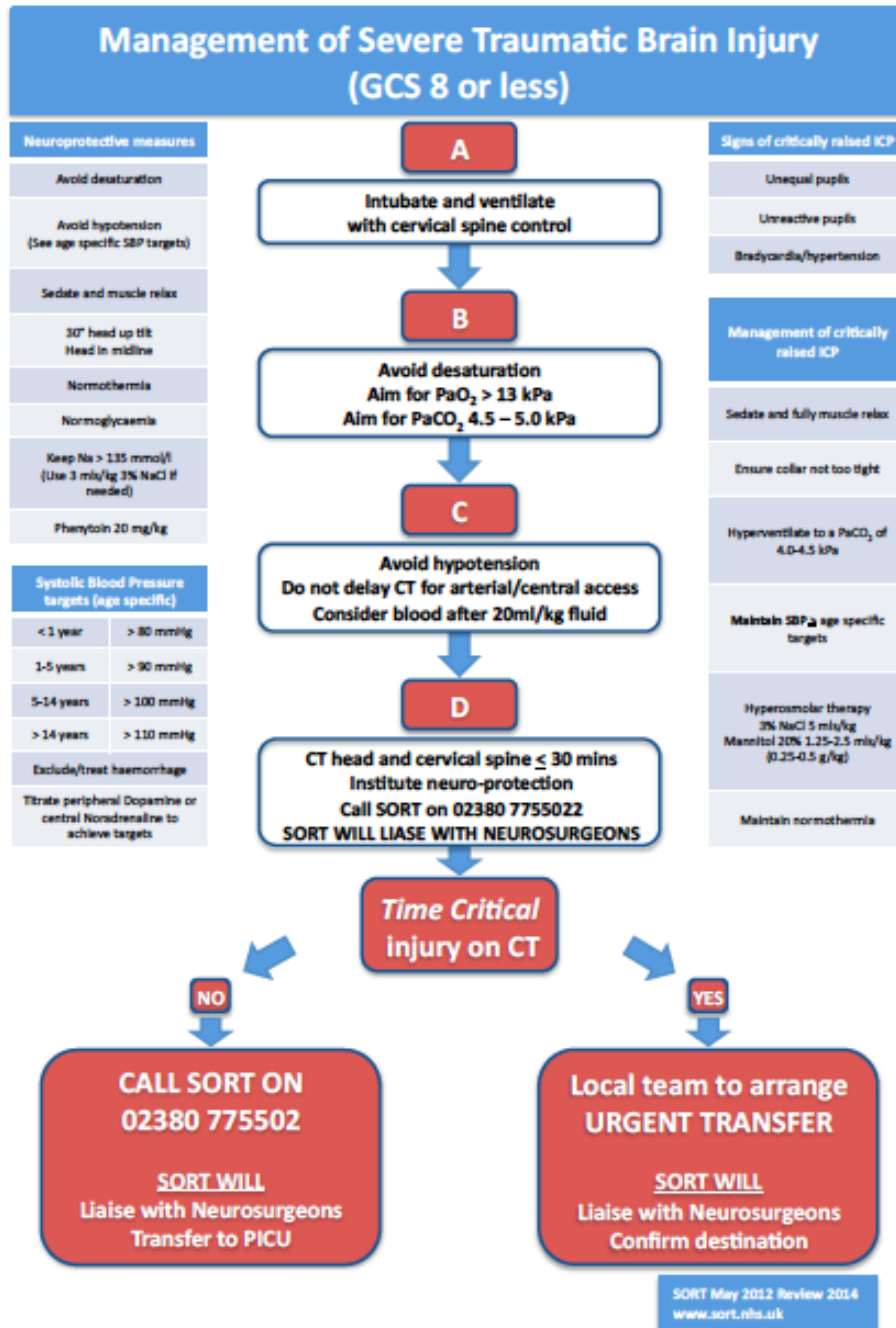 Management of Severe Traumatic Brain Injury
(GCS 8 or less)
Neuroprotective measures
Avoid desaturation
Avoid hypotension
(See age specific SBP targets)
Sedate and muscle relax
30° head up tilt
Head in midline
Normothermia
Normoglycaemia
Keep Na > 135 mmol/l
(Use 3 mls/kg 3% NaCl if
needed)
Phenytoin 20 mg/kg
Systolic Blood Pressure
targets (age specific)
< 1 year > 80 mmHg
1-5 years > 90 mmHg
5-14 years > 100 mmHg
> 14 years > 110 mmHg
Exclude/treat haemorrhage
Titrate peripheral Dopamine or
central Noradrenaline to
achieve targets
A
Intubate and ventilate
with cervical spine control
B
Avoid desaturation
Aim for PaO₂ > 13 kPa
Aim for PaCO₂ 4.5 – 5.0 kPa
C
Avoid hypotension
Do not delay CT for arterial/central access
Consider blood after 20ml/kg fluid
D
CT head and cervical spine ≤ 30 mins
Institute neuro-protection
Call SORT on 02380 7755022
SORT WILL LIASE WITH NEUROSURGEONS
Signs of critically raised ICP
Unequal pupils
Unreactive pupils
Bradycardia/hypertension
Management of critically
raised ICP
Sedate and fully muscle relax
Ensure collar not too tight
Hyperventilate to a PaCO₂ of
4.0-4.5 kPa
Maintain SBP age specific
targets
Hyperosmolar therapy
3% NaCl 5 mls/kg
Mannitol 20% 1.25-2.5 mls/kg
(0.25-0.5 g/kg)
Maintain normothermia
Time Critical
injury on CT
NO
YES
CALL SORT ON
02380 775502
SORT WILL
Liaise with Neurosurgeons
Transfer to PICU
Local team to arrange
URGENT TRANSFER
SORT WILL
Liaise with Neurosurgeons
Confirm destination
SORT May 2012 Review 2014
www.sort.nhs.uk